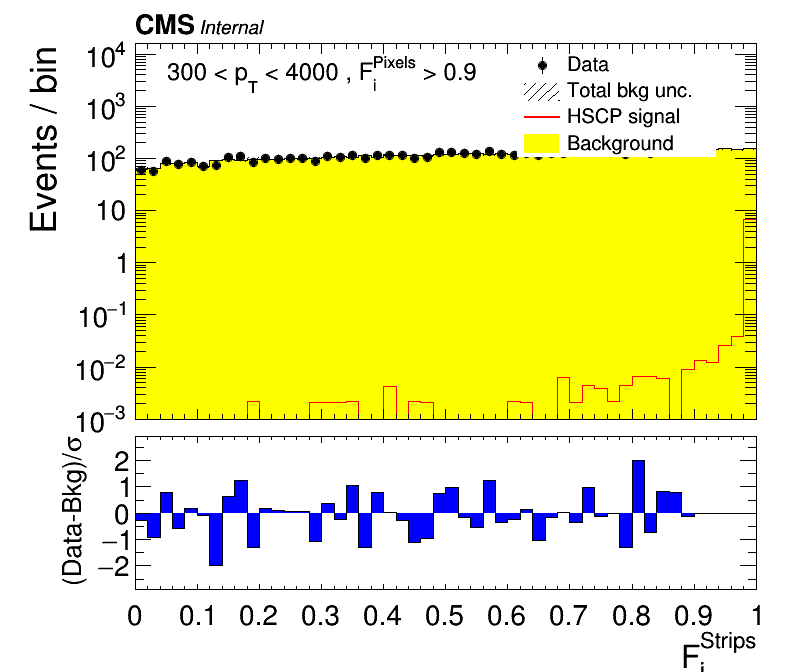 CMS Internal
300 < p_T < 4000 , F_i^Pixels > 0.9
Data
Total bkg unc.
HSCP signal
Background
Events / bin
10^4
10^3
10^2
10
1
10^−1
10^−2
10^−3
(Data-Bkg)/σ
2
1
0
−1
−2
0 0.1 0.2 0.3 0.4 0.5 0.6 0.7 0.8 0.9 1
F_i^Strips